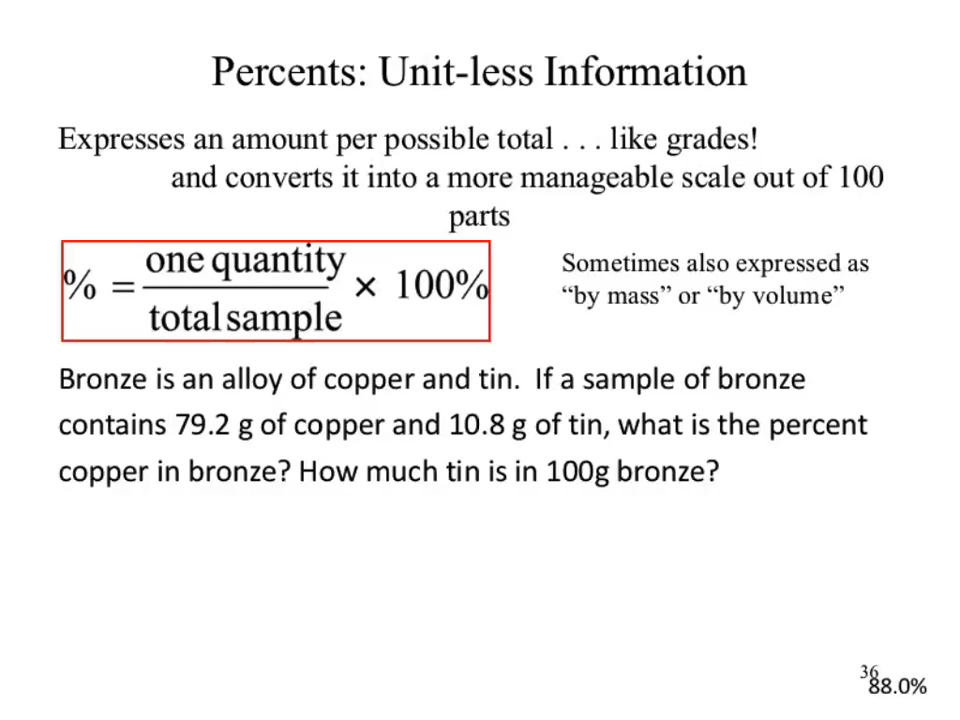 Percents: Unit-less Information
Expresses an amount per possible total . . . like grades!
and converts it into a more manageable scale out of 100
parts
% = one quantity / total sample × 100%
Sometimes also expressed as
“by mass” or “by volume”
Bronze is an alloy of copper and tin. If a sample of bronze
contains 79.2 g of copper and 10.8 g of tin, what is the percent
copper in bronze? How much tin is in 100g bronze?
36
88.0%